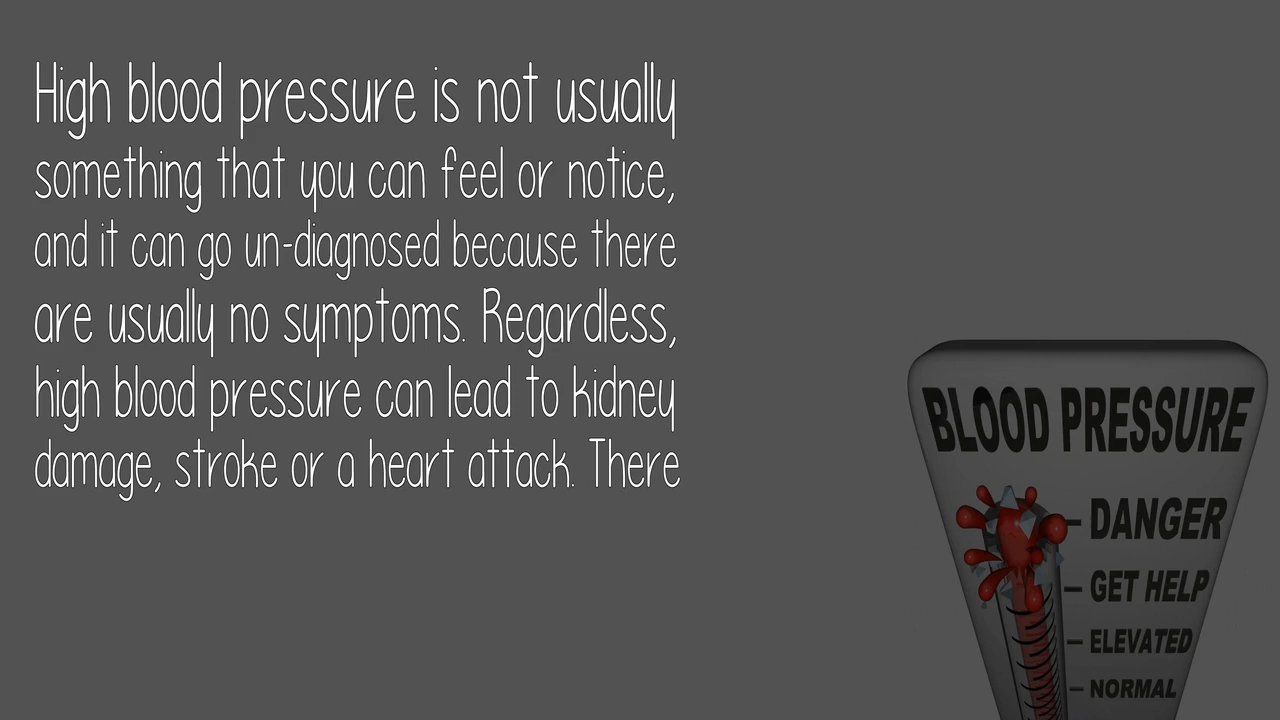 High blood pressure is not usually
something that you can feel or notice,
and it can go un-diagnosed because there
are usually no symptoms. Regardless,
high blood pressure can lead to kidney
damage, stroke or a heart attack. There
BLOOD PRESSURE
DANGER
GET HELP
ELEVATED
NORMAL